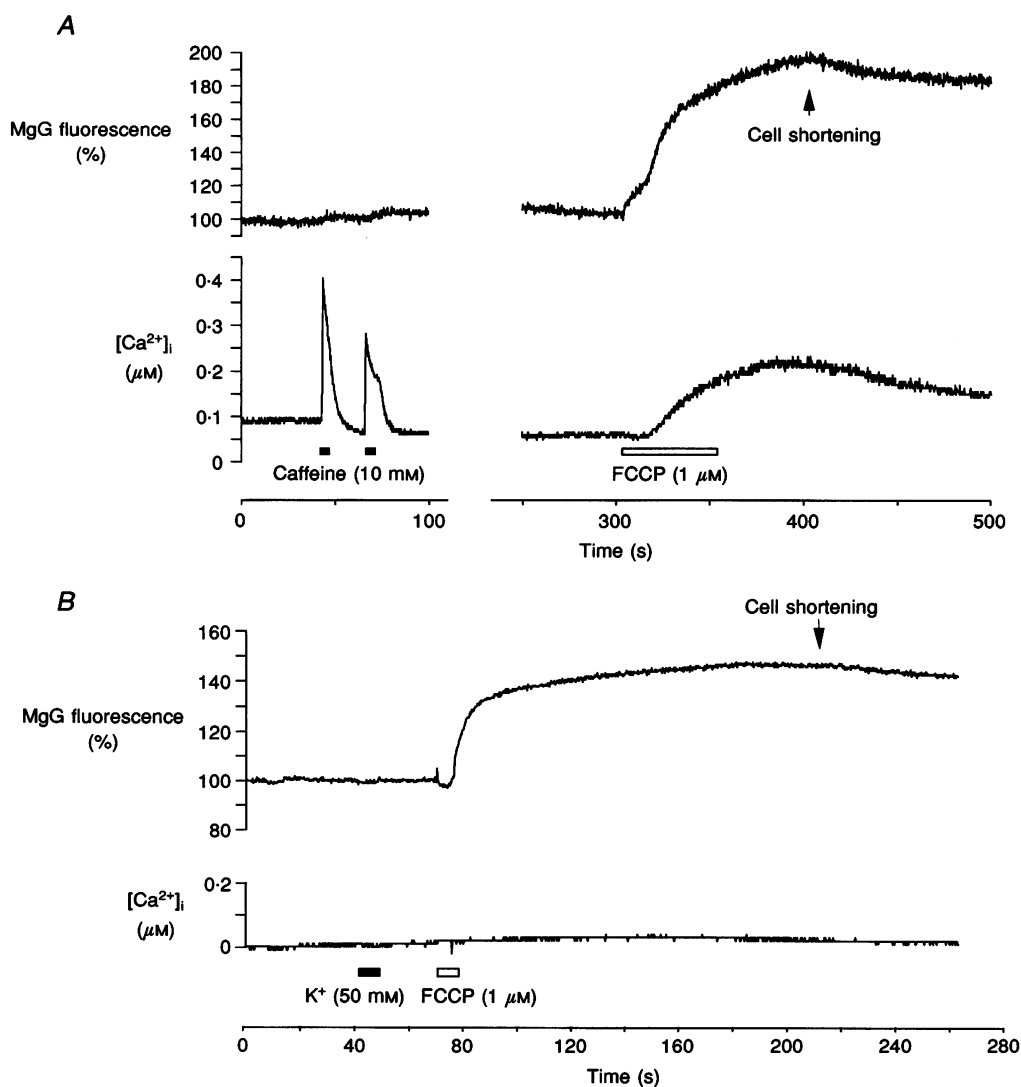 A
200
180
160
140
120
100
MgG fluorescence
(%)
Cell shortening
0·4
0·3
0·2
0·1
0
[Ca2+]i
(μM)
Caffeine (10 mM)
FCCP (1 μM)
0
100
300
400
500
Time (s)
B
Cell shortening
160
140
120
100
80
MgG fluorescence
(%)
0·2
0
[Ca2+]i
(μM)
K+ (50 mM)
FCCP (1 μM)
0
40
80
120
160
200
240
280
Time (s)